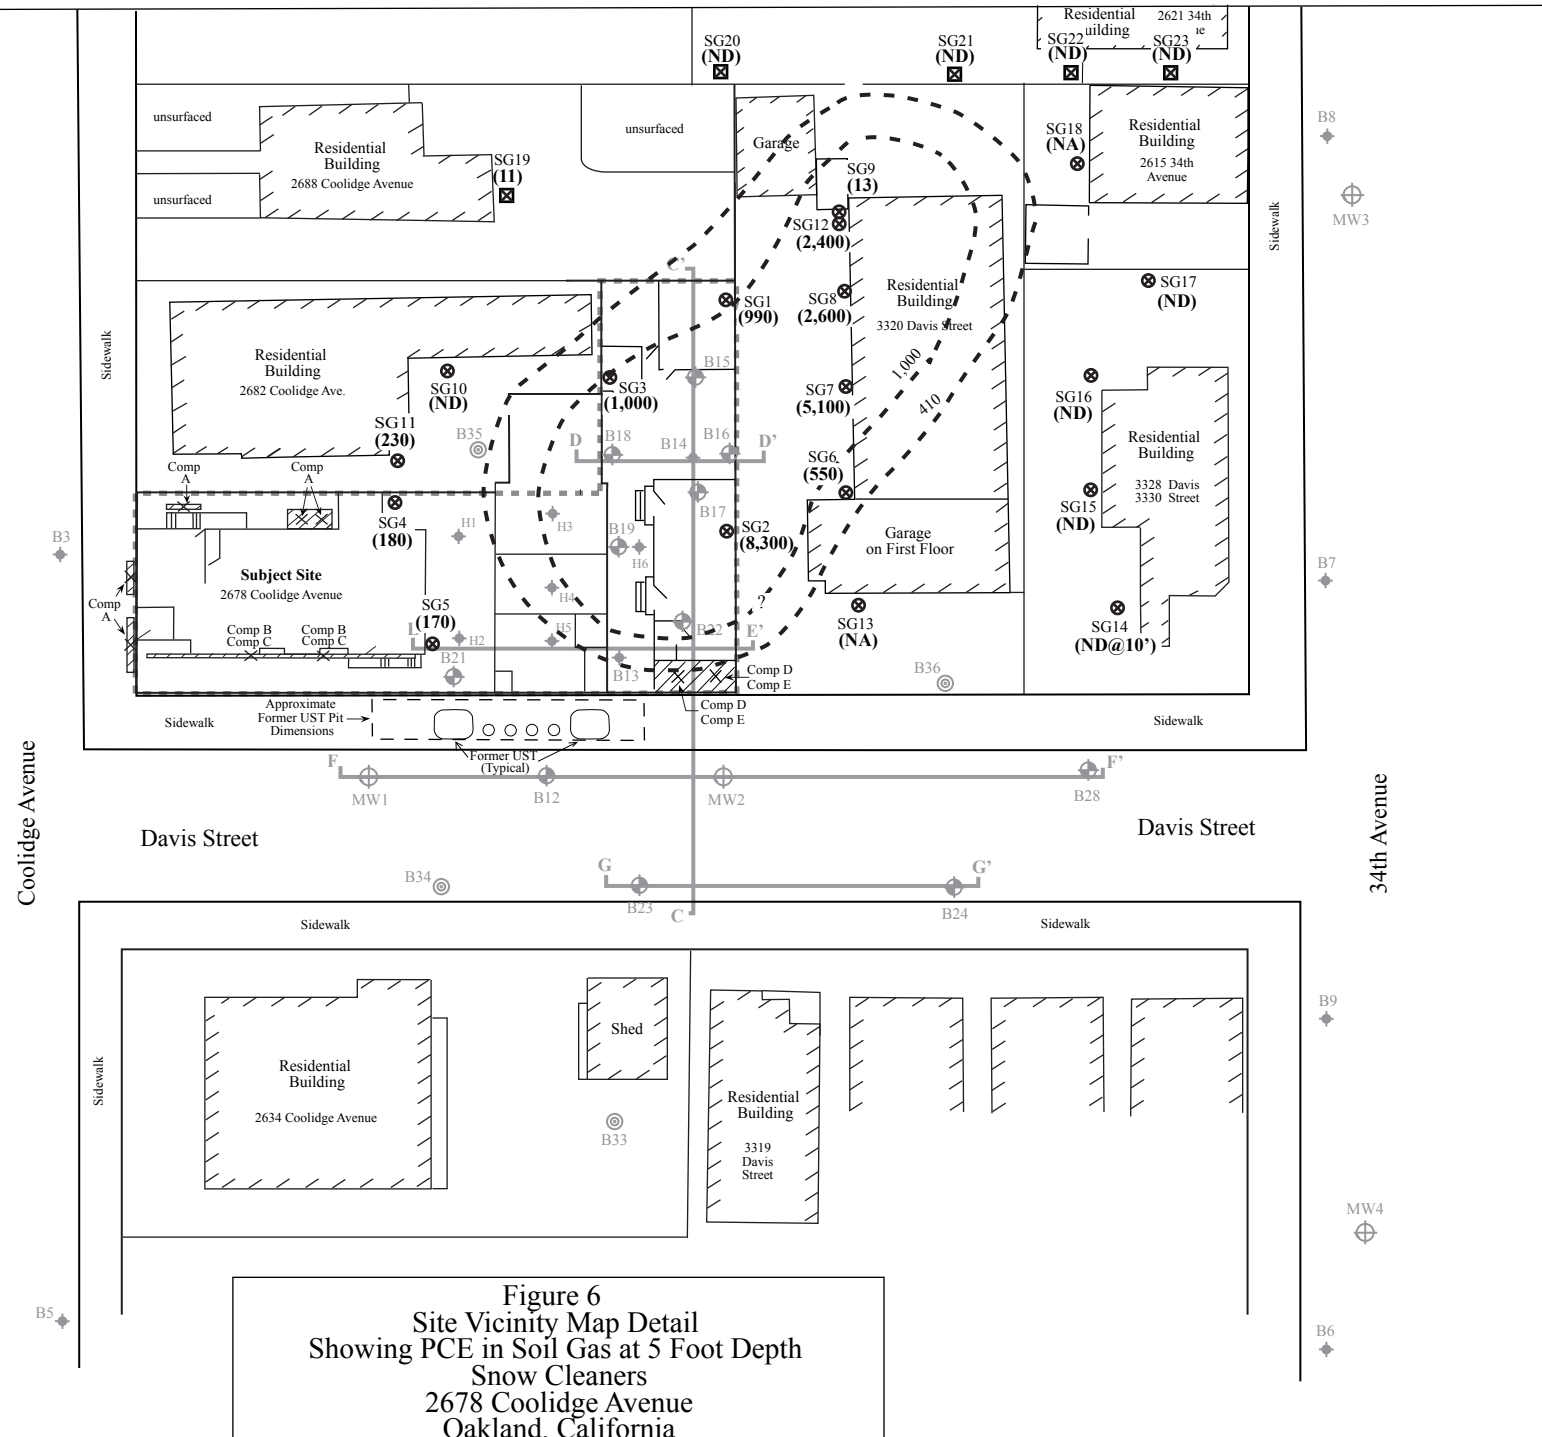 Residential
2621 34th
SG20
(ND)
SG21
(ND)
SG22
(ND)
SG23
(ND)
unsurfaced
Residential
Building
2688 Coolidge Avenue
unsurfaced
SG19
(11)
unsurfaced
Garage
SG9
(13)
SG12
(2,400)
SG18
(NA)
Residential
Building
2615 34th
Avenue
B8
MW3
Sidewalk
C’
SG1
(990)
SG8
(2,600)
Residential
Building
3320 Davis Street
SG17
(ND)
Sidewalk
Residential
Building
2682 Coolidge Ave.
SG10
(ND)
SG11
(230)
B35
SG3
(1,000)
B15
SG7
(5,100)
1,000
410
SG16
(ND)
D
B18
B14
B16
D’
SG6
(550)
Residential
Building
3328 Davis
3330 Street
SG15
(ND)
Comp
A
Comp
A
SG4
(180)
H1
H3
B19
H6
B17
SG2
(8,300)
Garage
on First Floor
B3
B7
Subject Site
2678 Coolidge Avenue
Comp
A
SG5
(170)
H4
?
SG13
(NA)
SG14
(ND@10’)
Comp B
Comp C
Comp B
Comp C
H2
H5
B22
E’
B21
B13
Comp D
Comp E
B36
Comp D
Comp E
Sidewalk
Approximate
Former UST Pit
Dimensions
Former UST
(Typical)
Sidewalk
F
MW1
B12
MW2
B28
F’
Coolidge Avenue
Davis Street
Davis Street
34th Avenue
B34
G
B23
C
B24
G’
Sidewalk
Sidewalk
Sidewalk
Residential
Building
2634 Coolidge Avenue
Shed
B33
Residential
Building
3319
Davis
Street
B9
MW4
B5
B6
Figure 6
Site Vicinity Map Detail
Showing PCE in Soil Gas at 5 Foot Depth
Snow Cleaners
2678 Coolidge Avenue
Oakland, California